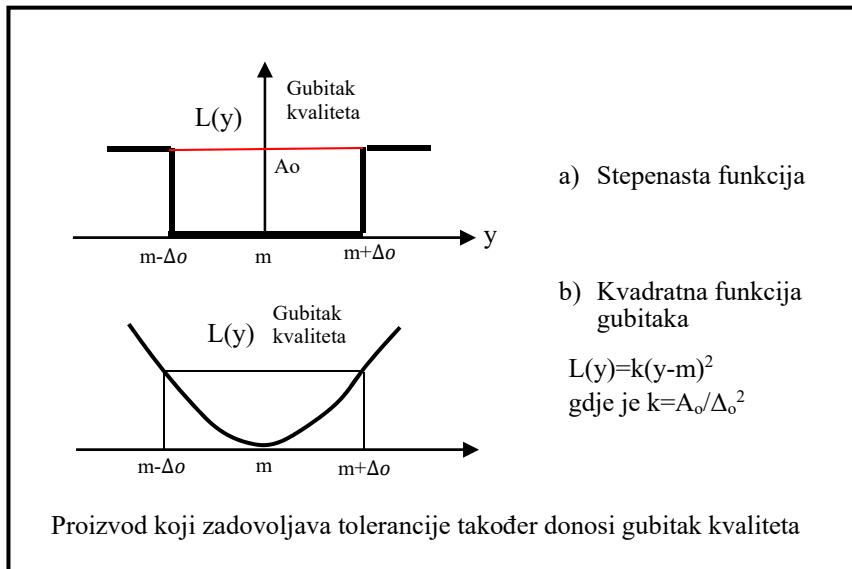 Gubitak
kvaliteta
L(y)
Ao
y
m-Δo
m
m+Δo
a) Stepenasta funkcija
Gubitak
kvaliteta
L(y)
m-Δo
m
m+Δo
b) Kvadratna funkcija
gubitaka
L(y)=k(y-m)²
gdje je k=Aₒ/Δₒ²
Proizvod koji zadovoljava tolerancije također donosi gubitak kvaliteta